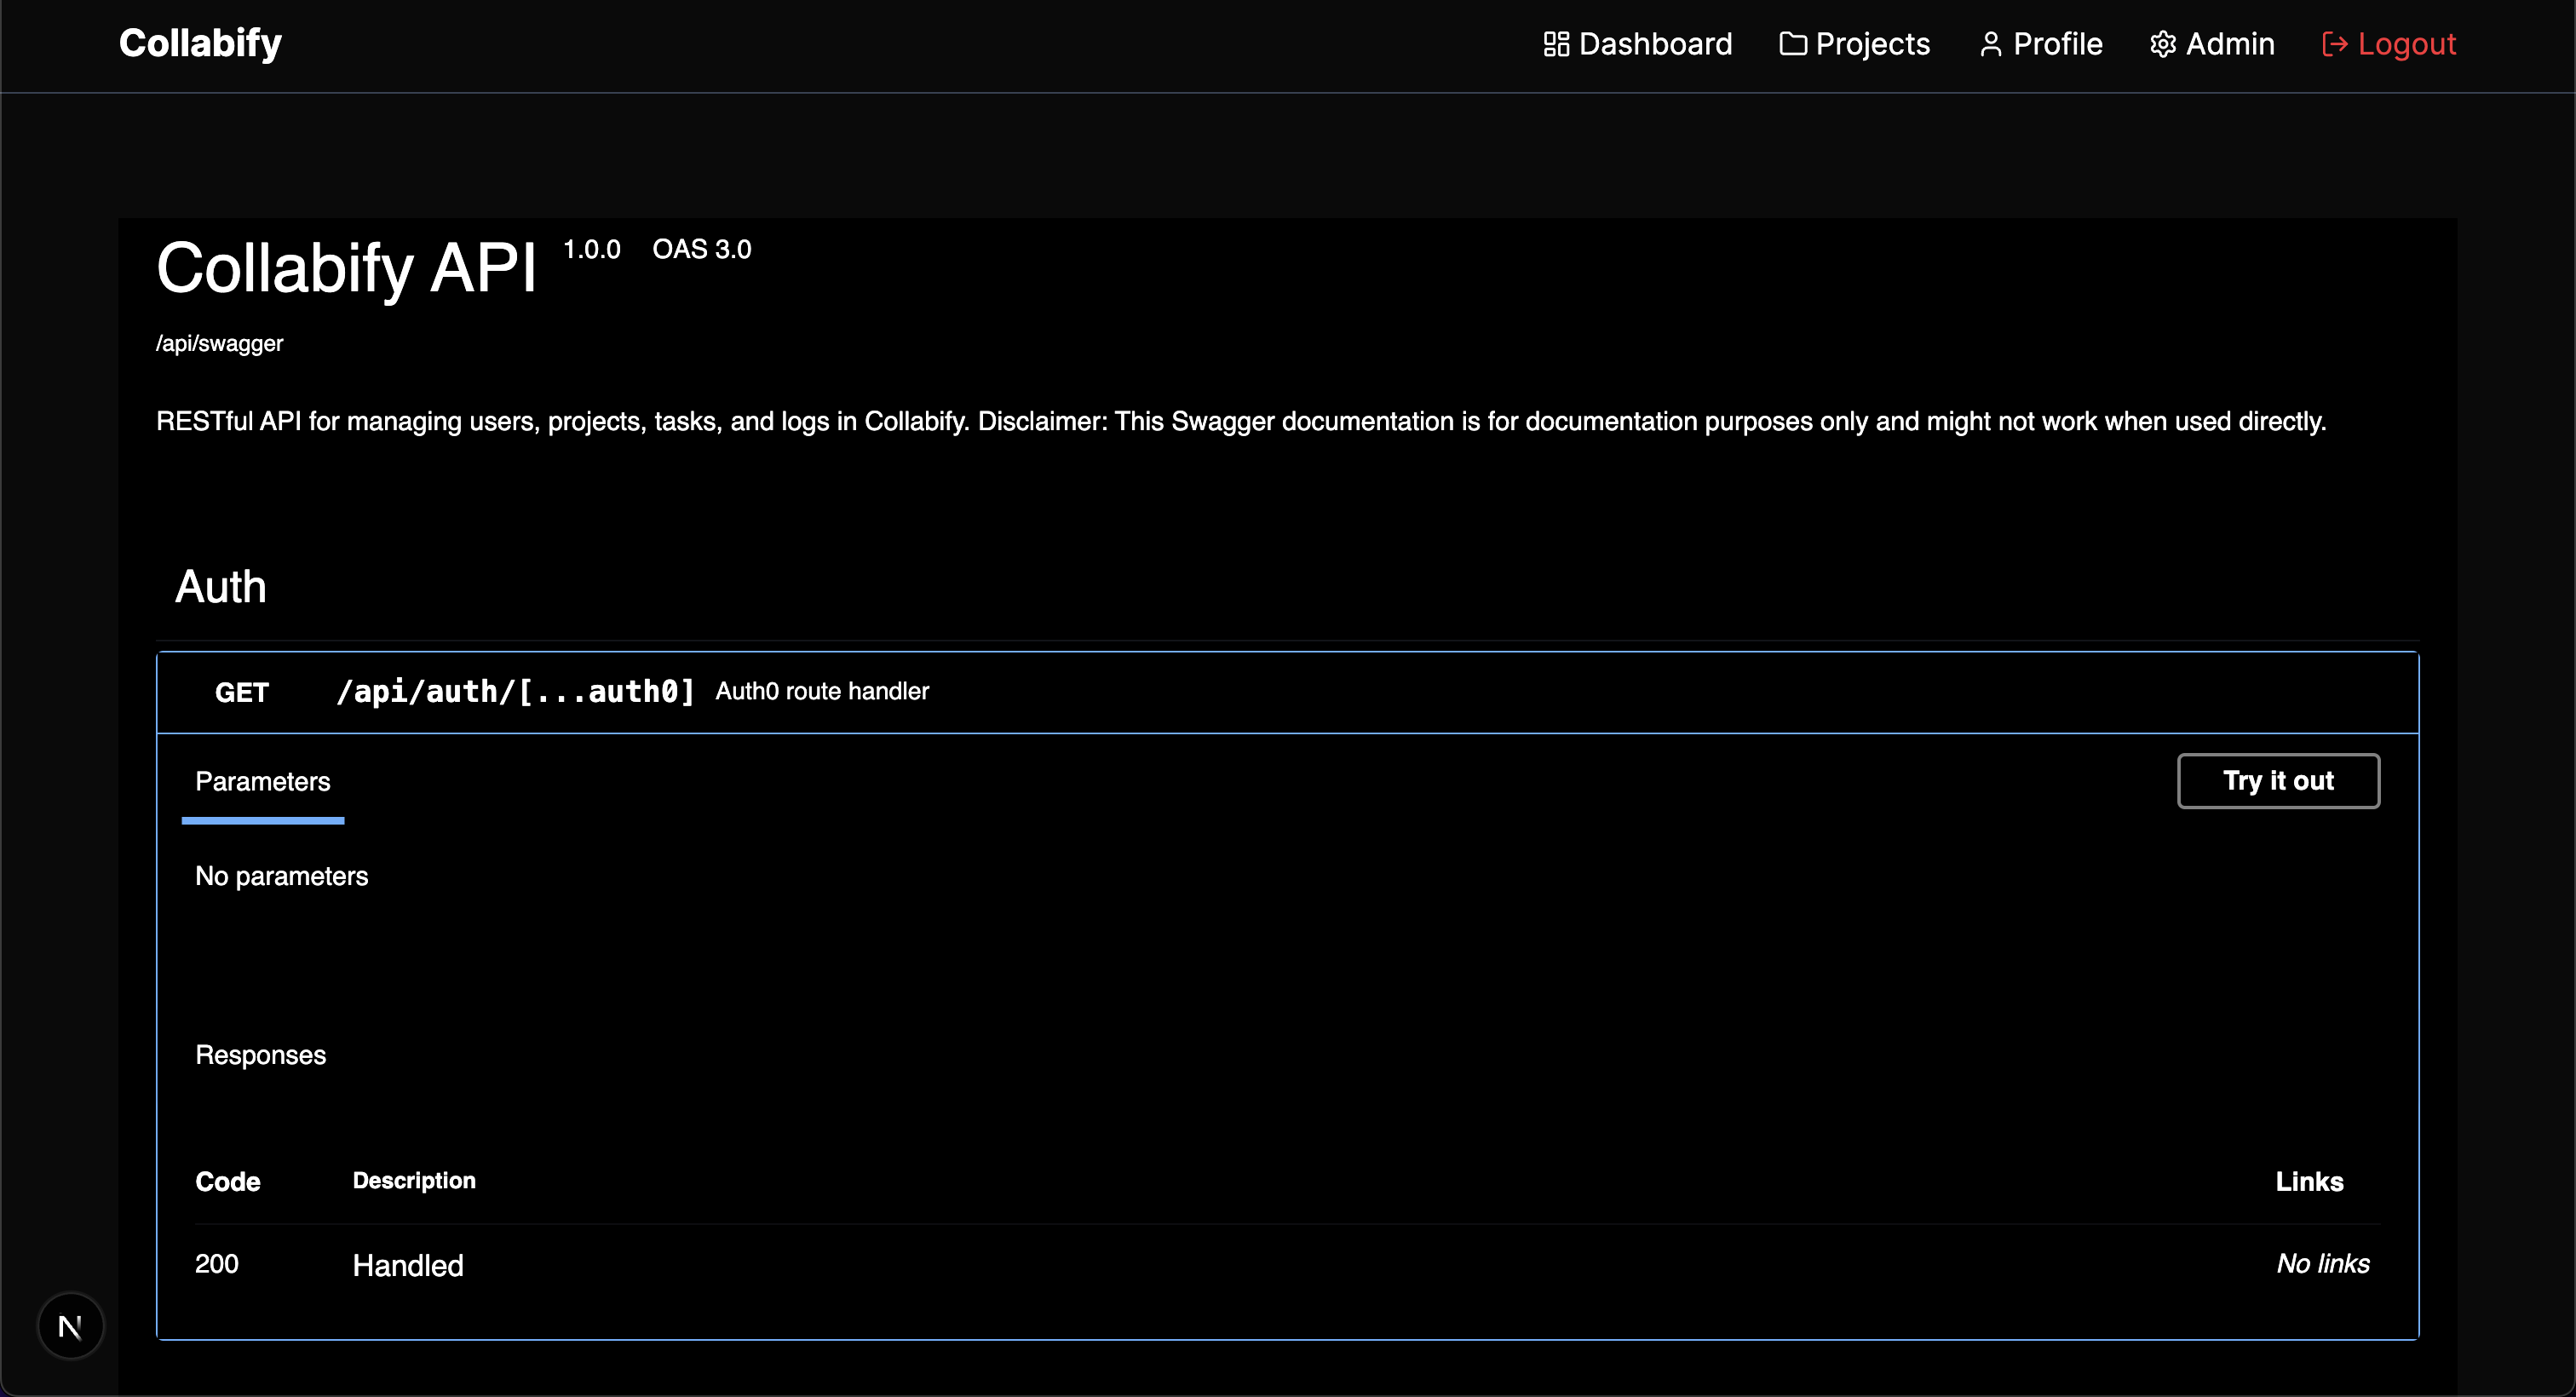 Collabify
Dashboard Projects Profile Admin Logout
Collabify API 1.0.0 OAS 3.0
/api/swagger
RESTful API for managing users, projects, tasks, and logs in Collabify. Disclaimer: This Swagger documentation is for documentation purposes only and might not work when used directly.
Auth
GET /api/auth/[...auth0] Auth0 route handler
Parameters
Try it out
No parameters
Responses
Code Description Links
200 Handled No links
N